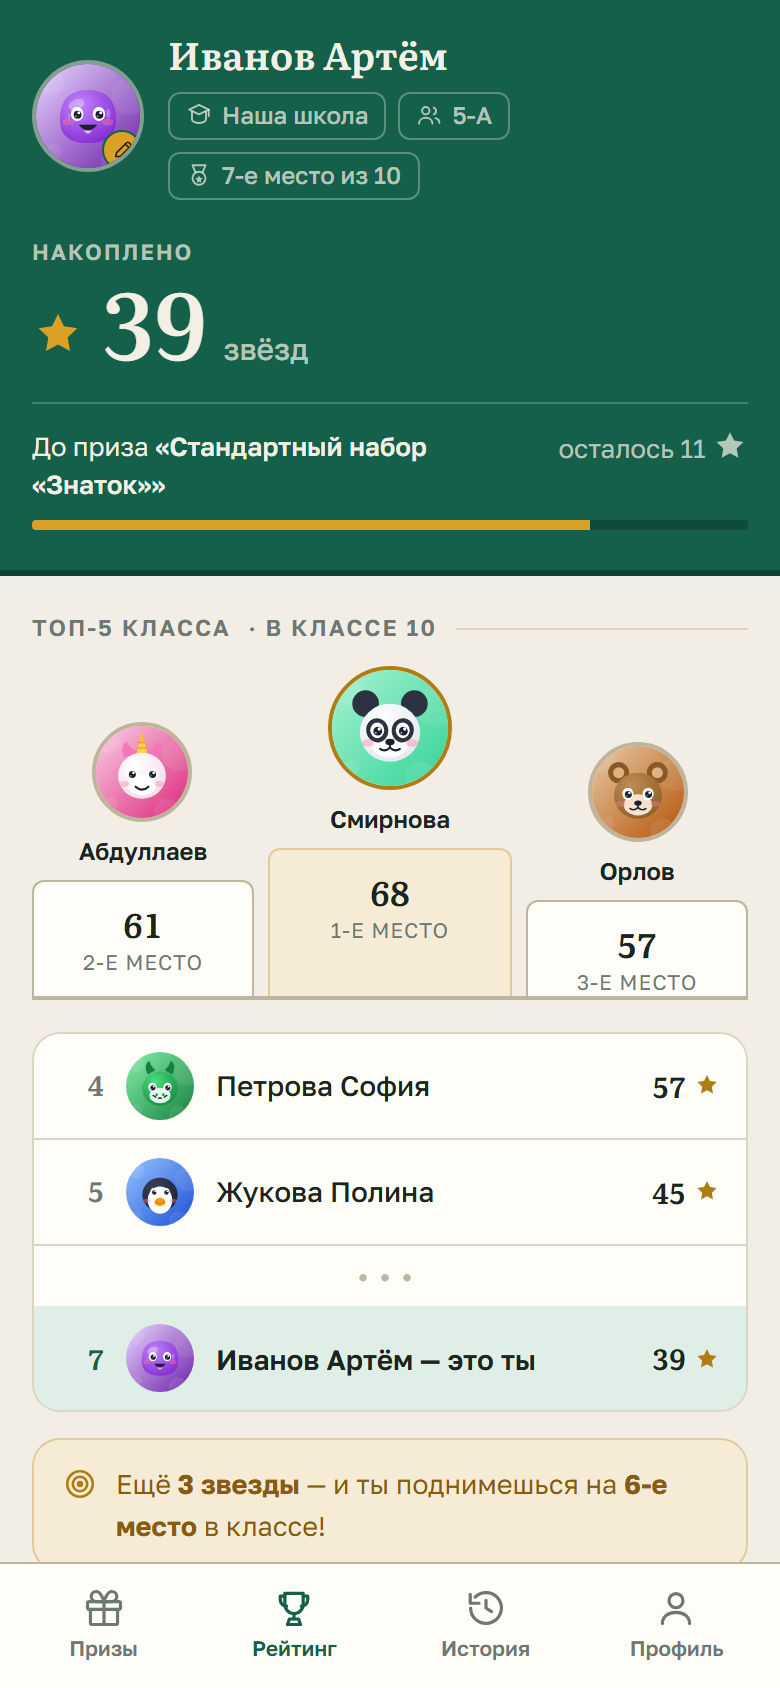 Иванов Артём
Наша школа
5-А
7-е место из 10
НАКОПЛЕНО
39 звёзд
До приза «Стандартный набор
«Знаток»»
осталось 11
ТОП-5 КЛАССА · В КЛАССЕ 10
Абдуллаев
61
2-Е МЕСТО
Смирнова
68
1-Е МЕСТО
Орлов
57
3-Е МЕСТО
4 Петрова София 57
5 Жукова Полина 45
• • •
7 Иванов Артём — это ты 39
Ещё 3 звезды — и ты поднимешься на 6-е
место в классе!
Призы
Рейтинг
История
Профиль